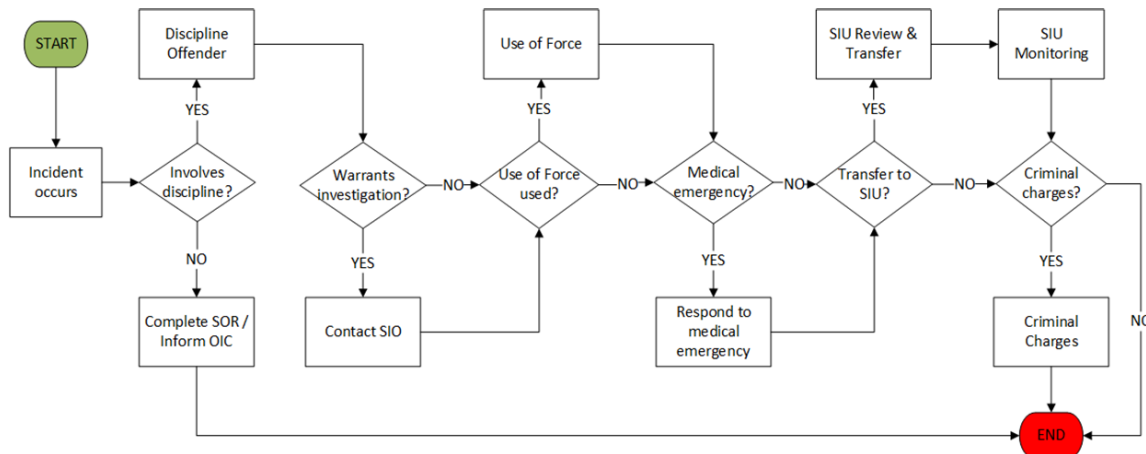 START
Incident
occurs
Discipline
Offender
YES
Involves
discipline?
NO
Complete SOR /
Inform OIC
Warrants
investigation?
NO
YES
Contact SIO
Use of Force
YES
Use of Force
used?
NO
Medical
emergency?
NO
YES
Respond to
medical
emergency
SIU Review &
Transfer
YES
Transfer to
SIU?
NO
SIU
Monitoring
Criminal
charges?
YES
Criminal
Charges
NO
END